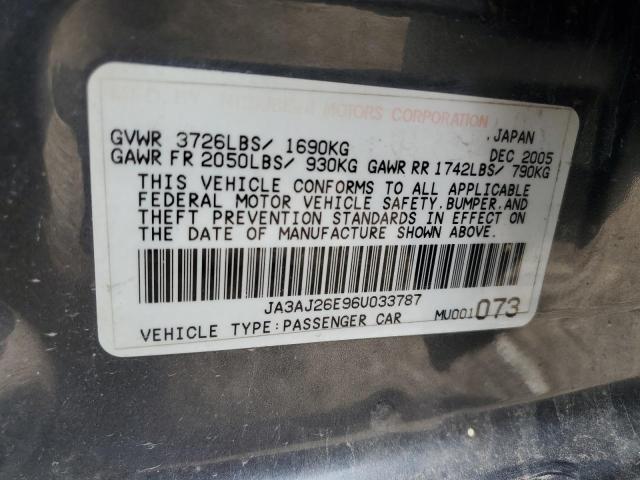 MFD BY MITSUBISHI MOTORS CORPORATION
JAPAN
GVWR 3726LBS/ 1690KG DEC 2005
GAWR FR 2050LBS/ 930KG GAWR RR 1742LBS/ 790KG
THIS VEHICLE CONFORMS TO ALL APPLICABLE
FEDERAL MOTOR VEHICLE SAFETY.BUMPER.AND
THEFT PREVENTION STANDARDS IN EFFECT ON
THE DATE OF MANUFACTURE SHOWN ABOVE.
JA3AJ26E96U033787
VEHICLE TYPE:PASSENGER CAR MU001073